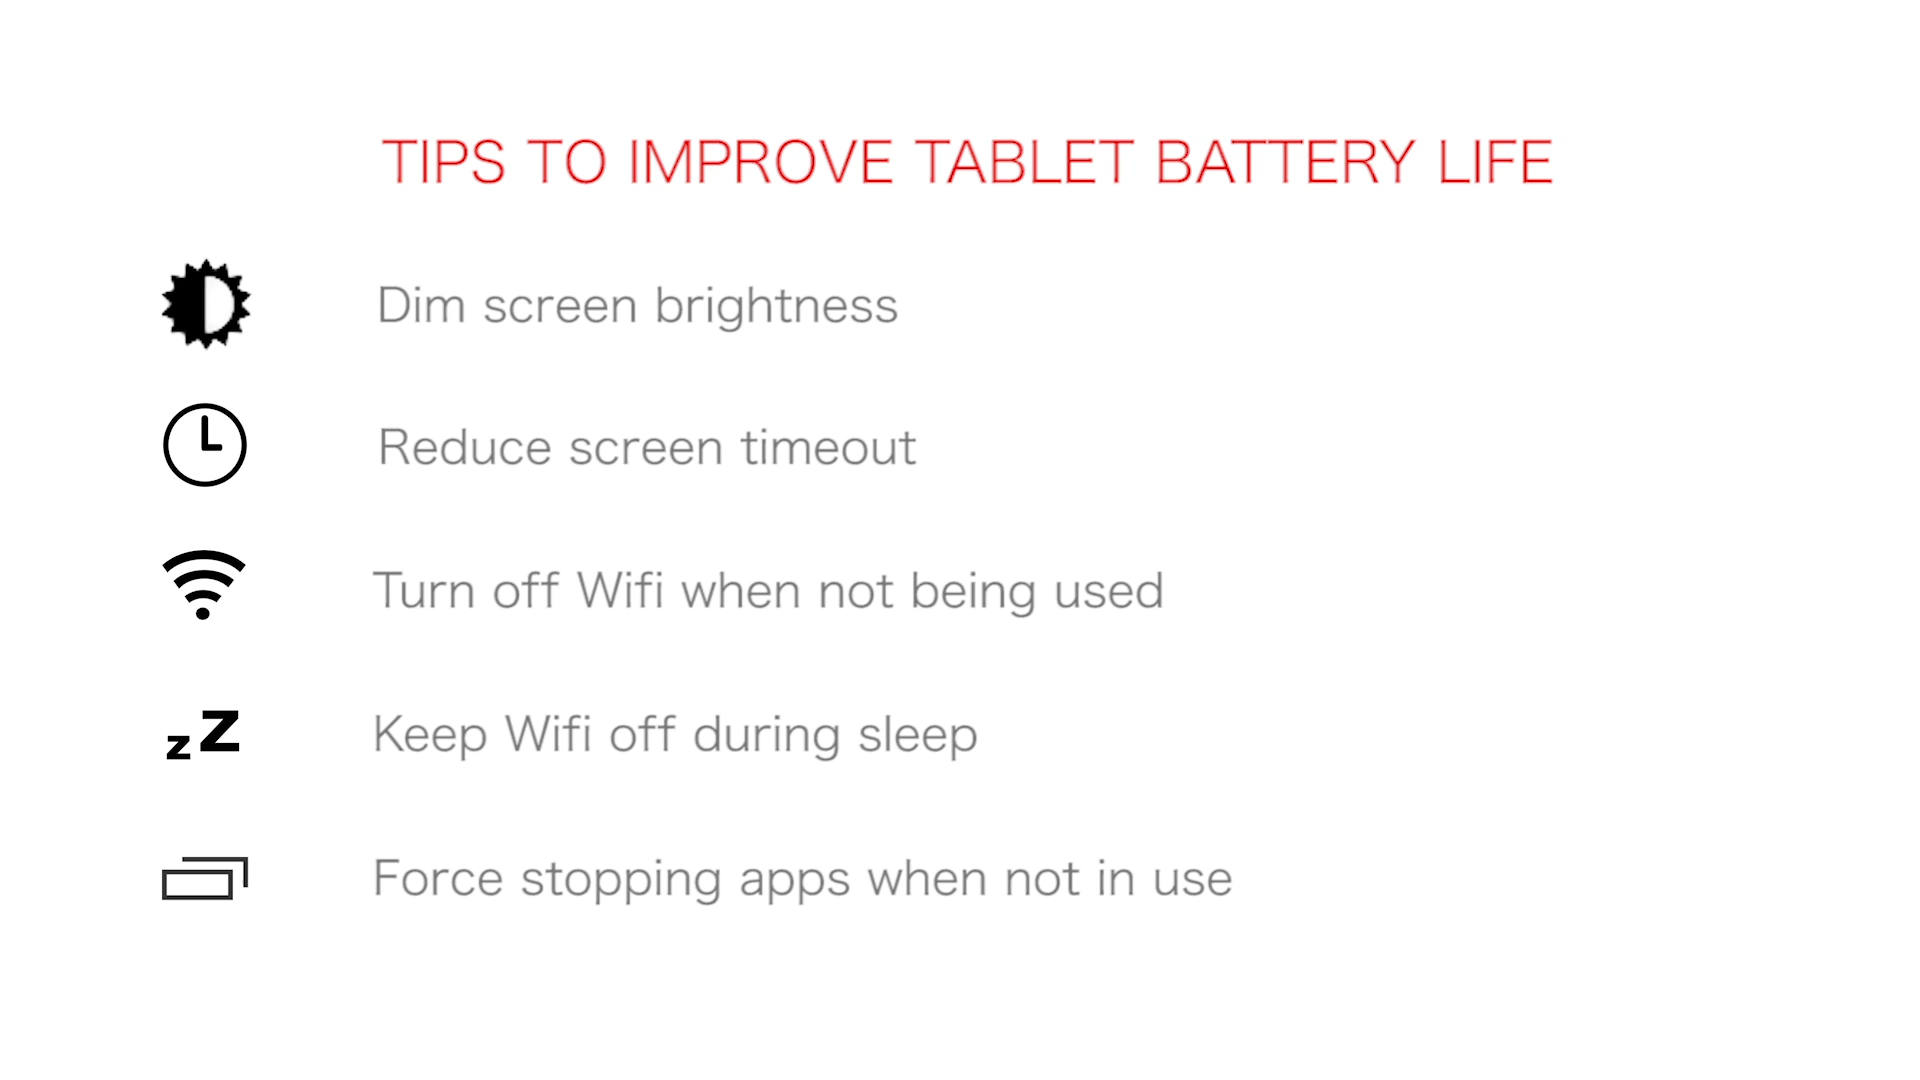 TIPS TO IMPROVE TABLET BATTERY LIFE
Dim screen brightness
Reduce screen timeout
Turn off Wifi when not being used
zZ
Keep Wifi off during sleep
Force stopping apps when not in use